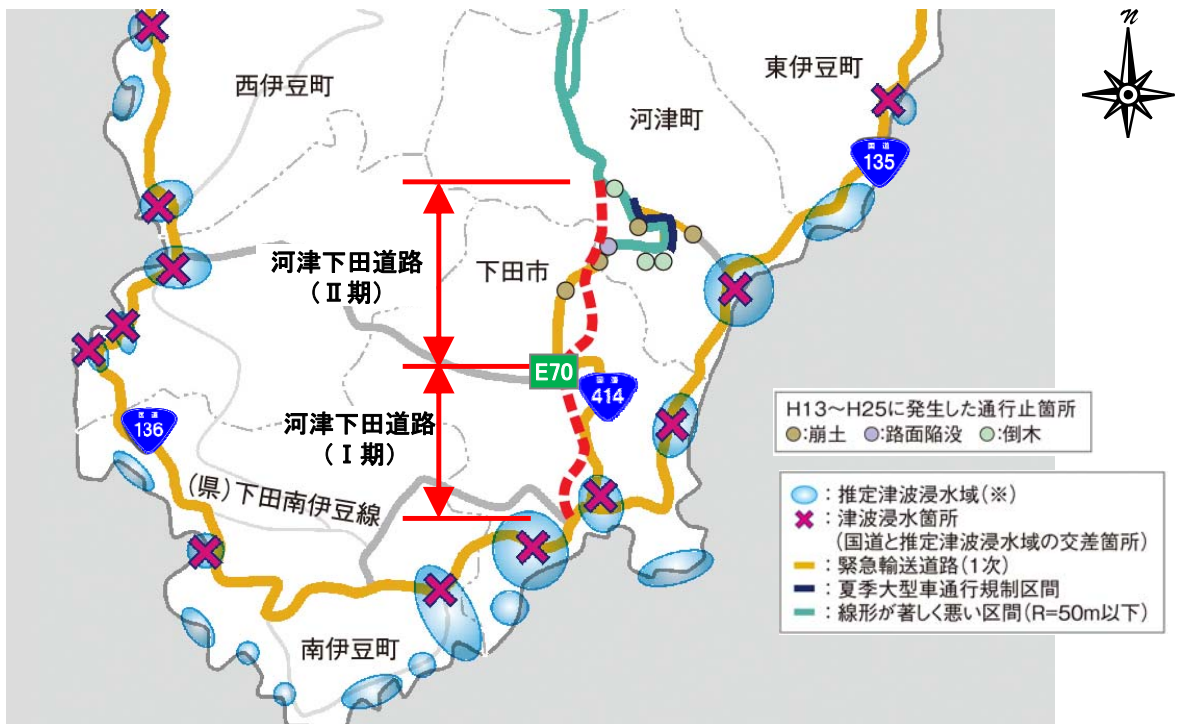 N
東伊豆町
西伊豆町
河津町
国道
135
河津下田道路
(Ⅱ期)
下田市
E70
国道
414
H13~H25に発生した通行止箇所
●:崩土 ●:路面陥没 ●:倒木
河津下田道路
(Ⅰ期)
国道
136
(県)下田南伊豆線
:推定津波浸水域(※)
:津波浸水箇所
(国道と推定津波浸水域の交差箇所)
:緊急輸送道路(1次)
:夏季大型車通行規制区間
:線形が著しく悪い区間(R=50m以下)
南伊豆町